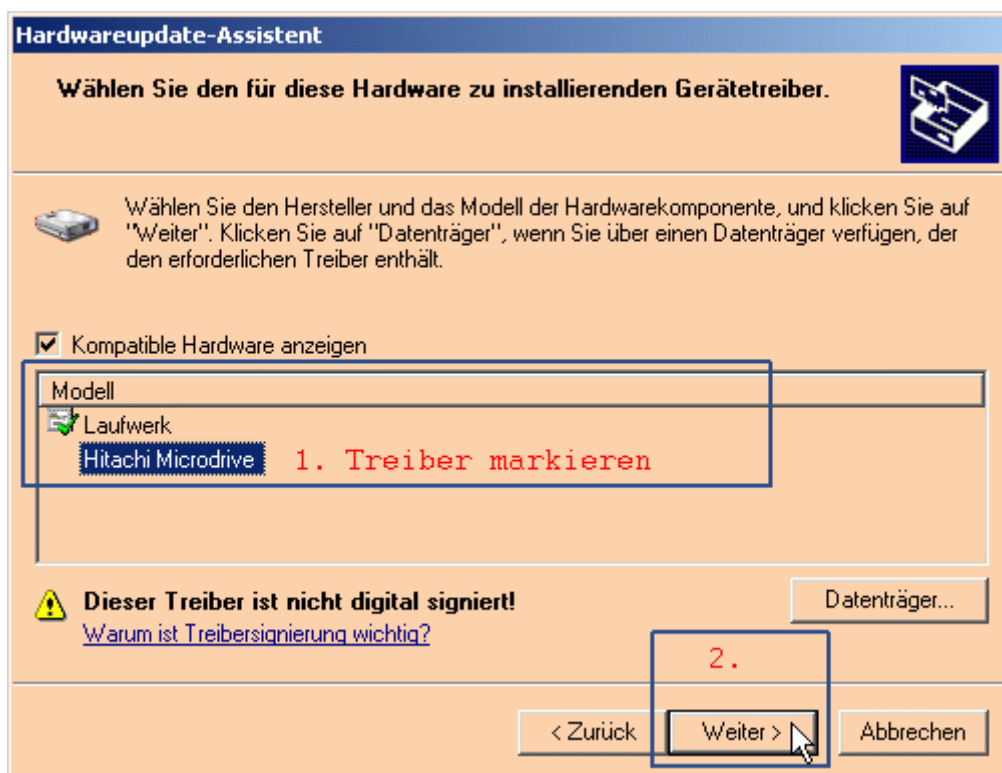 Hardwareupdate-Assistent
Wählen Sie den für diese Hardware zu installierenden Gerätetreiber.
Wählen Sie den Hersteller und das Modell der Hardwarekomponente, und klicken Sie auf
"Weiter". Klicken Sie auf "Datenträger", wenn Sie über einen Datenträger verfügen, der
den erforderlichen Treiber enthält.
Kompatible Hardware anzeigen
Modell
Laufwerk
Hitachi Microdrive 1. Treiber markieren
Dieser Treiber ist nicht digital signiert!
Datenträger...
Warum ist Treibersignierung wichtig?
2.
< Zurück Weiter > Abbrechen